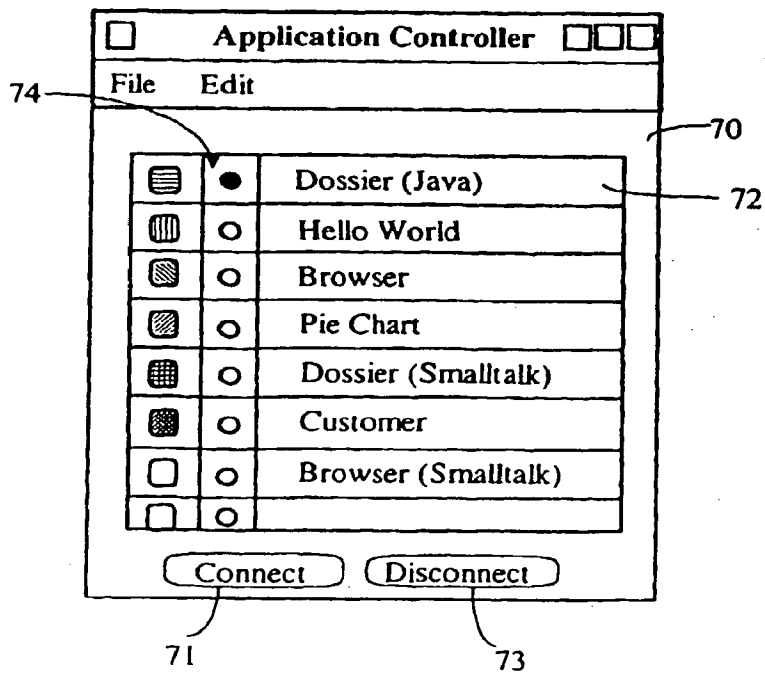 Application Controller
File Edit
74
70
Dossier (Java)
72
Hello World
Browser
Pie Chart
Dossier (Smalltalk)
Customer
Browser (Smalltalk)
Connect Disconnect
71 73